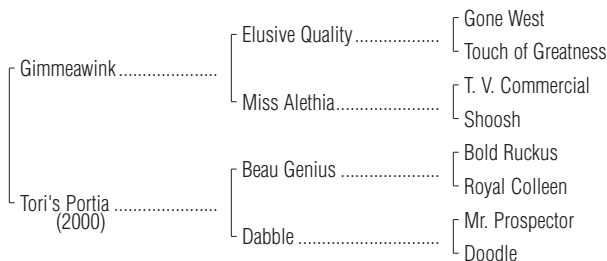 Gone West
Elusive Quality ..................
Touch of Greatness
Gimmeawink .....................
T. V. Commercial
Miss Alethia......................
Shoosh
Bold Ruckus
Beau Genius .....................
Royal Colleen
Tori's Portia ......................
(2000)
Mr. Prospector
Dabble ..............................
Doodle